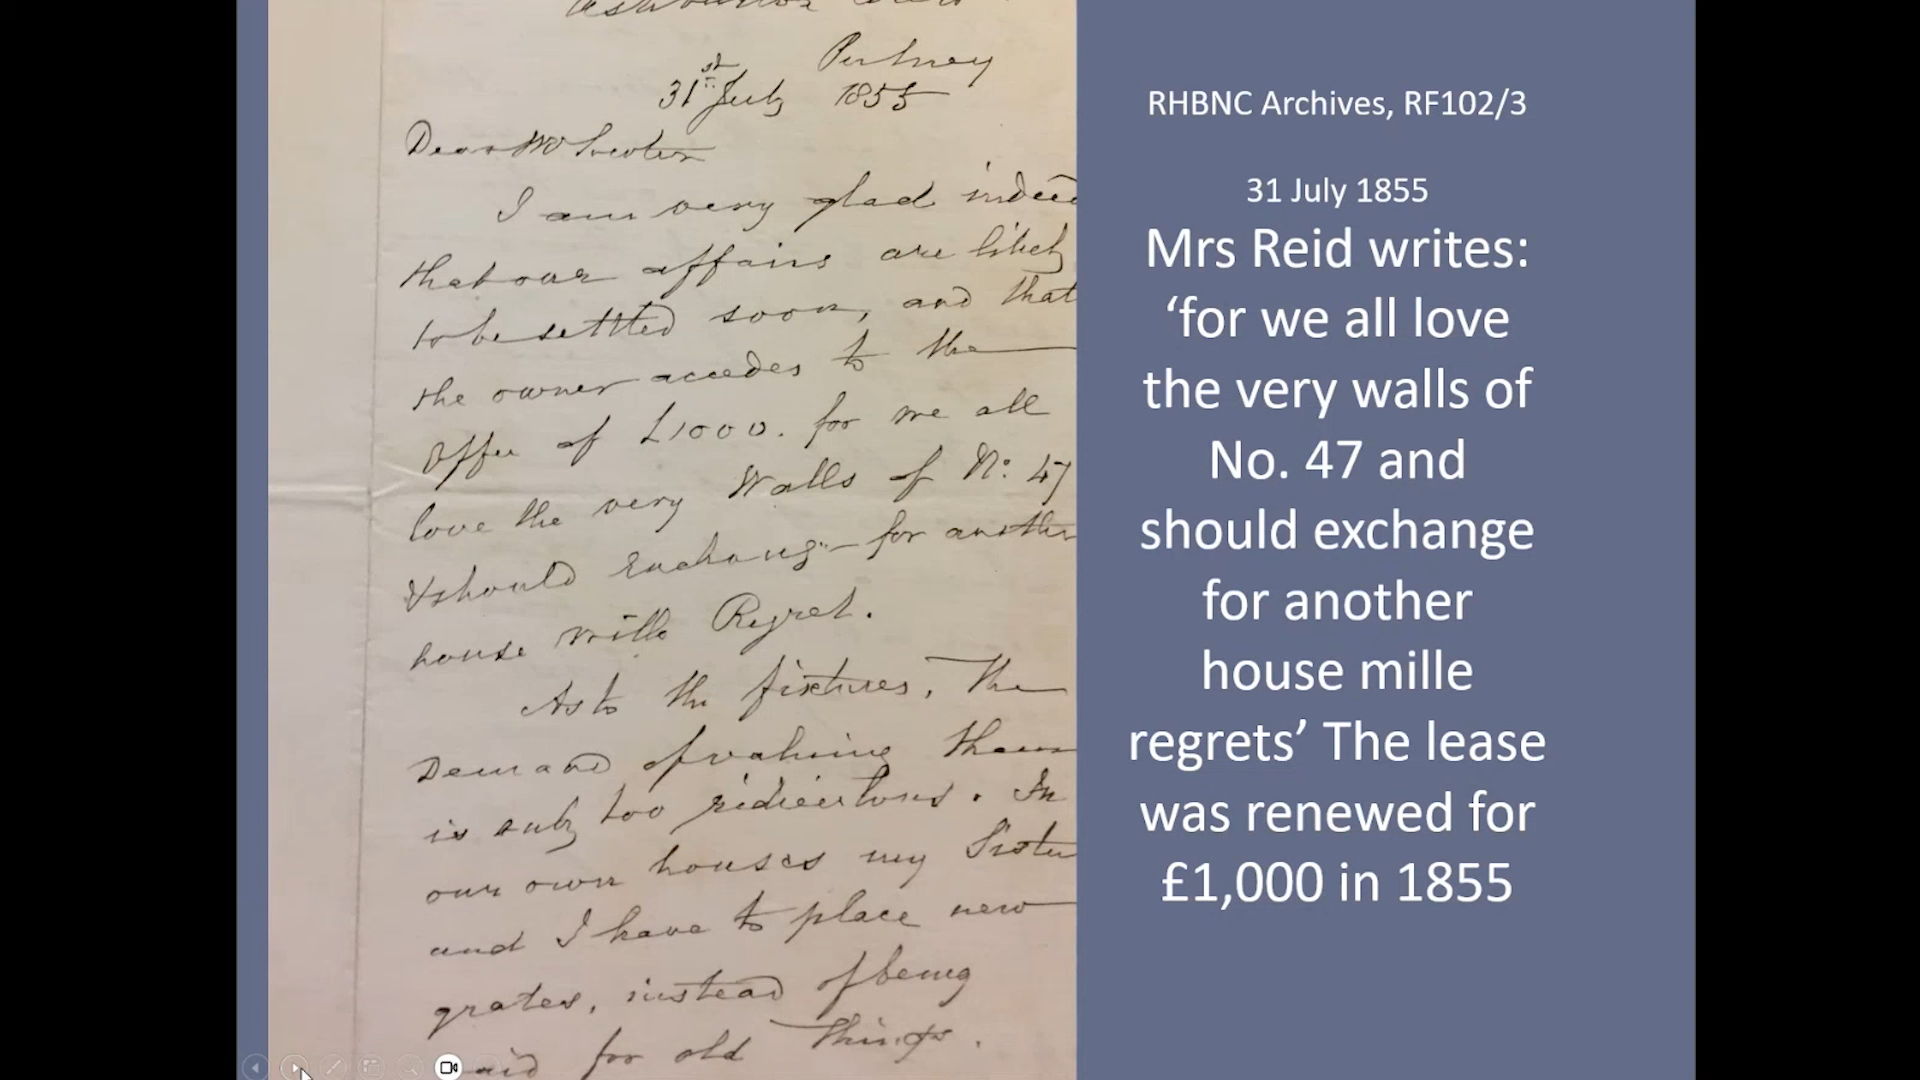 Putney
31st July 1855
Dear Mr
I am very glad indeed
that our affairs are likely
to be settled soon, and that
the owner accedes to the
offer of £1000. for we all
love the very Walls of No: 47
& should exchange for another
house mille Regret.
As to the fixtures, The
Demand of valuing them
is only too ridiculous. In
our own houses my Sister
and I have to place new
grates, instead of being
paid for old things.
RHBNC Archives, RF102/3
31 July 1855
Mrs Reid writes:
‘for we all love
the very walls of
No. 47 and
should exchange
for another
house mille
regrets’ The lease
was renewed for
£1,000 in 1855